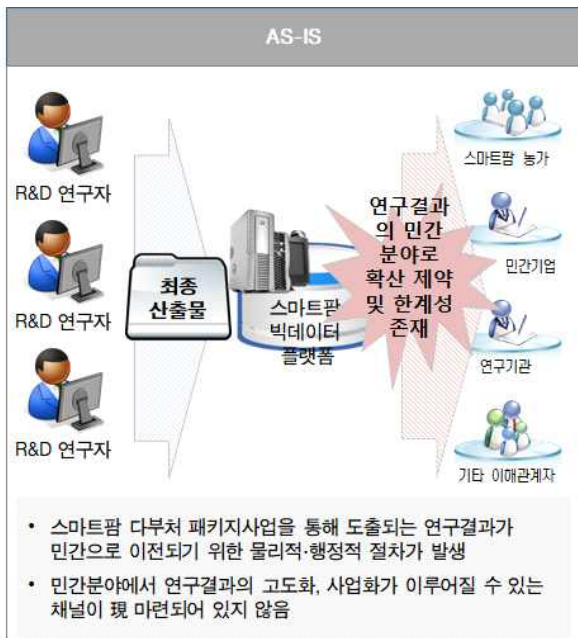 AS-IS
R&D 연구자
R&D 연구자
R&D 연구자
최종
산출물
스마트팜
빅데이터
플랫폼
연구결과
의 민간
분야로
확산 제약
및 한계성
존재
스마트팜 농가
민간기업
연구기관
기타 이해관계자
• 스마트팜 다부처 패키지사업을 통해 도출되는 연구결과가
민간으로 이전되기 위한 물리적·행정적 절차가 발생
• 민간분야에서 연구결과의 고도화, 사업화가 이루어질 수 있는
채널이 現 마련되어 있지 않음